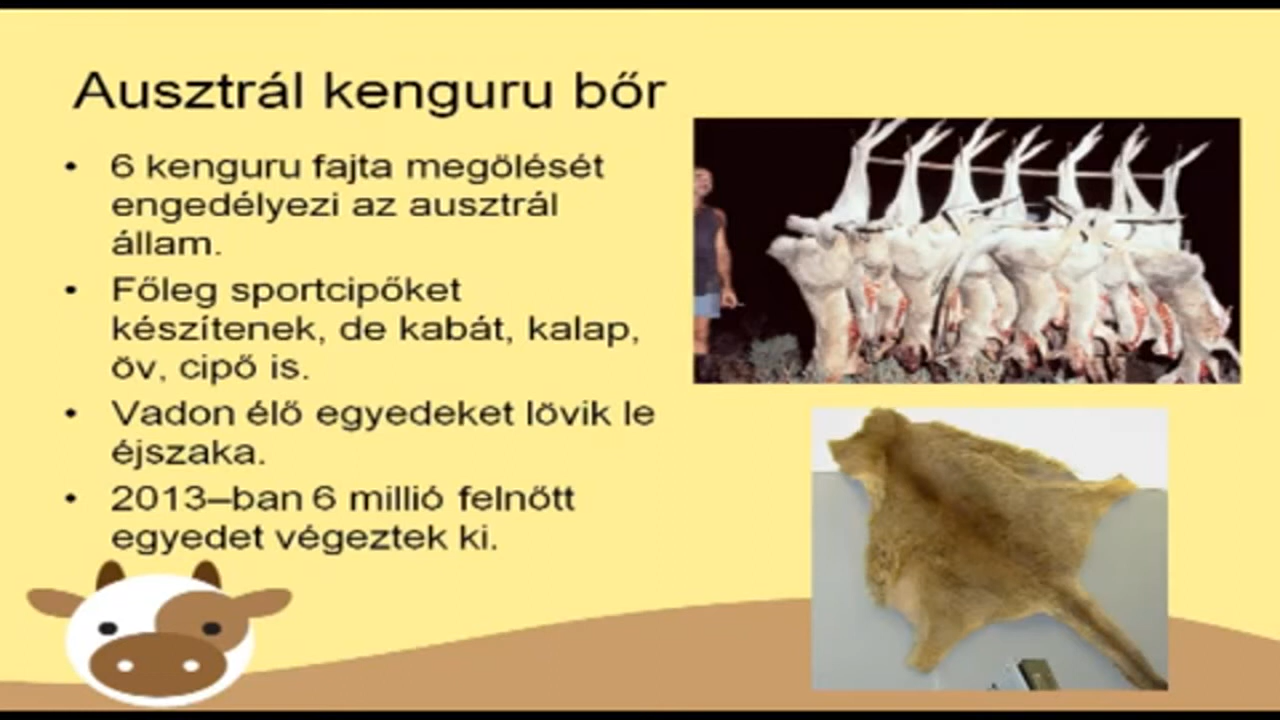 Ausztrál kenguru bőr
• 6 kenguru fajta megölését
engedélyezi az ausztrál
állam.
• Főleg sportcipőket
készítenek, de kabát, kalap,
öv, cipő is.
• Vadon élő egyedeket lövik le
éjszaka.
• 2013–ban 6 millió felnőtt
egyedet végeztek ki.